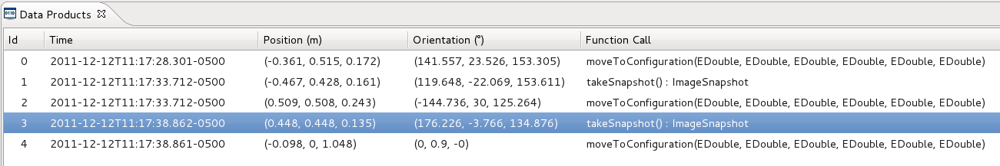 Data Products
Id Time Position (m) Orientation (°) Function Call
0 2011-12-12T11:17:28.301-0500 (-0.361, 0.515, 0.172) (141.557, 23.526, 153.305) moveToConfiguration(EDouble, EDouble, EDouble, EDouble, EDouble, EDouble)
1 2011-12-12T11:17:33.712-0500 (-0.467, 0.428, 0.161) (119.648, -22.069, 153.611) takeSnapshot() : ImageSnapshot
2 2011-12-12T11:17:33.712-0500 (0.509, 0.508, 0.243) (-144.736, 30, 125.264) moveToConfiguration(EDouble, EDouble, EDouble, EDouble, EDouble, EDouble)
3 2011-12-12T11:17:38.862-0500 (0.448, 0.448, 0.135) (176.226, -3.766, 134.876) takeSnapshot() : ImageSnapshot
4 2011-12-12T11:17:38.861-0500 (-0.098, 0, 1.048) (0, 0.9, -0) moveToConfiguration(EDouble, EDouble, EDouble, EDouble, EDouble, EDouble)